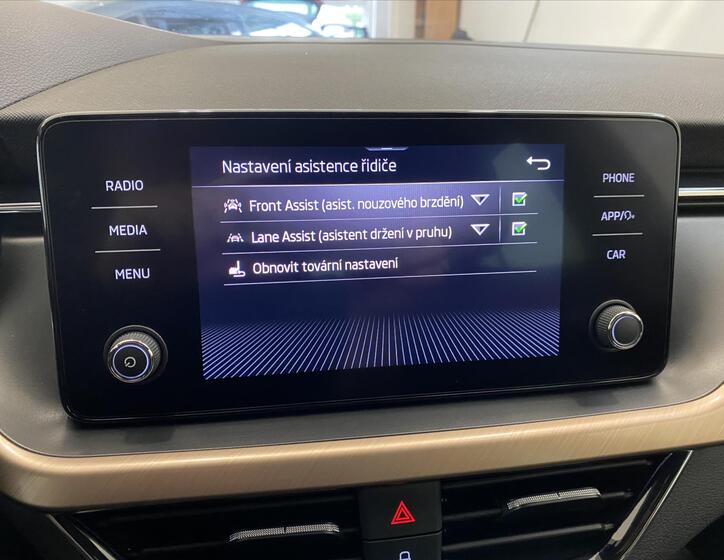 Nastavení asistence řidiče
RADIO
MEDIA
MENU
Front Assist (asist. nouzového brzdění)
Lane Assist (asistent držení v pruhu)
Obnovit tovární nastavení
PHONE
APP/
CAR